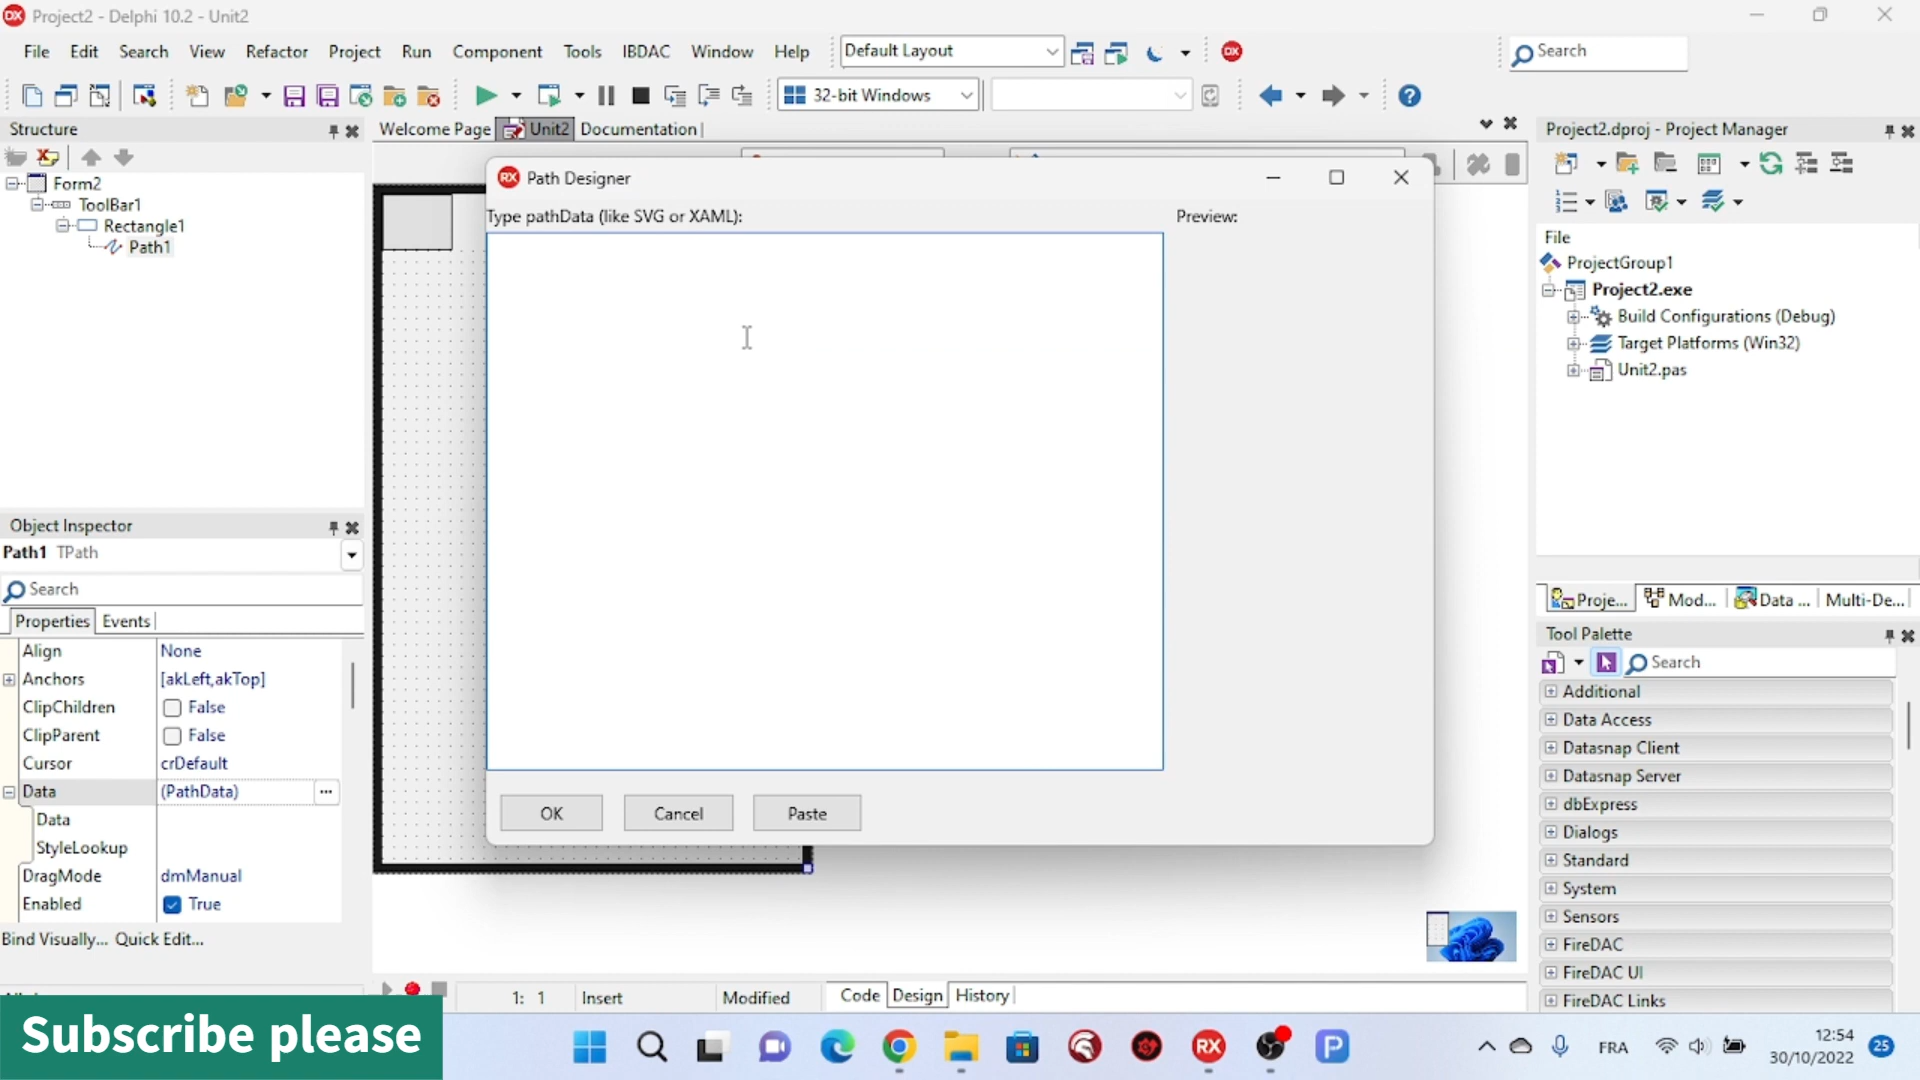 Project2 - Delphi 10.2 - Unit2
File Edit Search View Refactor Project Run Component Tools IBDAC Window Help
Default Layout
Search
32-bit Windows
Structure
Form2
ToolBar1
Rectangle1
Path1
Welcome Page Unit2 Documentation
Path Designer
Type pathData (like SVG or XAML):
Preview:
OK Cancel Paste
Object Inspector
Path1 TPath
Search
Properties Events
Align None
Anchors [akLeft,akTop]
ClipChildren False
ClipParent False
Cursor crDefault
Data (PathData) ...
Data
StyleLookup
DragMode dmManual
Enabled True
Bind Visually... Quick Edit...
1: 1 Insert Modified Code Design History
Project2.dproj - Project Manager
File
ProjectGroup1
Project2.exe
Build Configurations (Debug)
Target Platforms (Win32)
Unit2.pas
Proje... Mod... Data ... Multi-De...
Tool Palette
Search
Additional
Data Access
Datasnap Client
Datasnap Server
dbExpress
Dialogs
Standard
System
Sensors
FireDAC
FireDAC UI
FireDAC Links
Subscribe please
FRA
12:54
30/10/2022
25